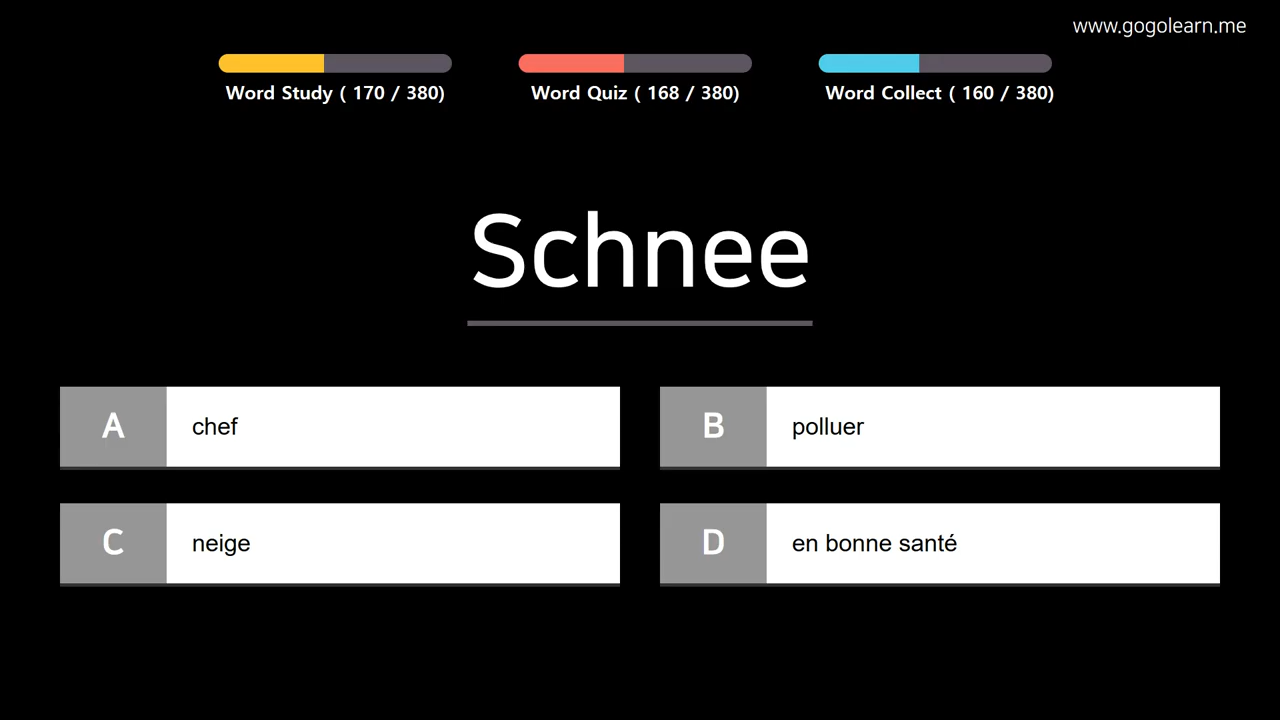 www.gogolearn.me
Word Study ( 170 / 380)
Word Quiz ( 168 / 380)
Word Collect ( 160 / 380)
Schnee
A chef
B polluer
C neige
D en bonne santé